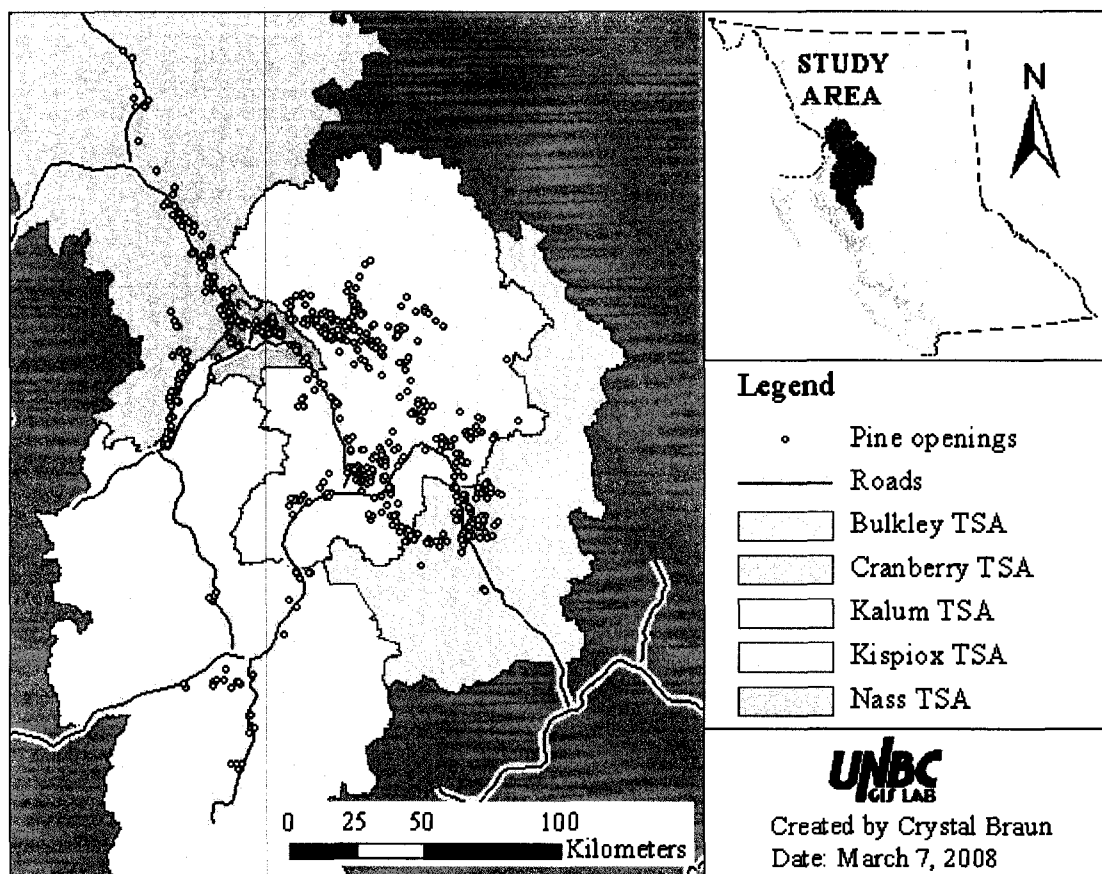 STUDY
AREA
N
Legend
Pine openings
Roads
Bulkley TSA
Cranberry TSA
Kalum TSA
Kispiox TSA
Nass TSA
0 25 50 100
Kilometers
UNBC
GIS LAB
Created by Crystal Braun
Date: March 7, 2008